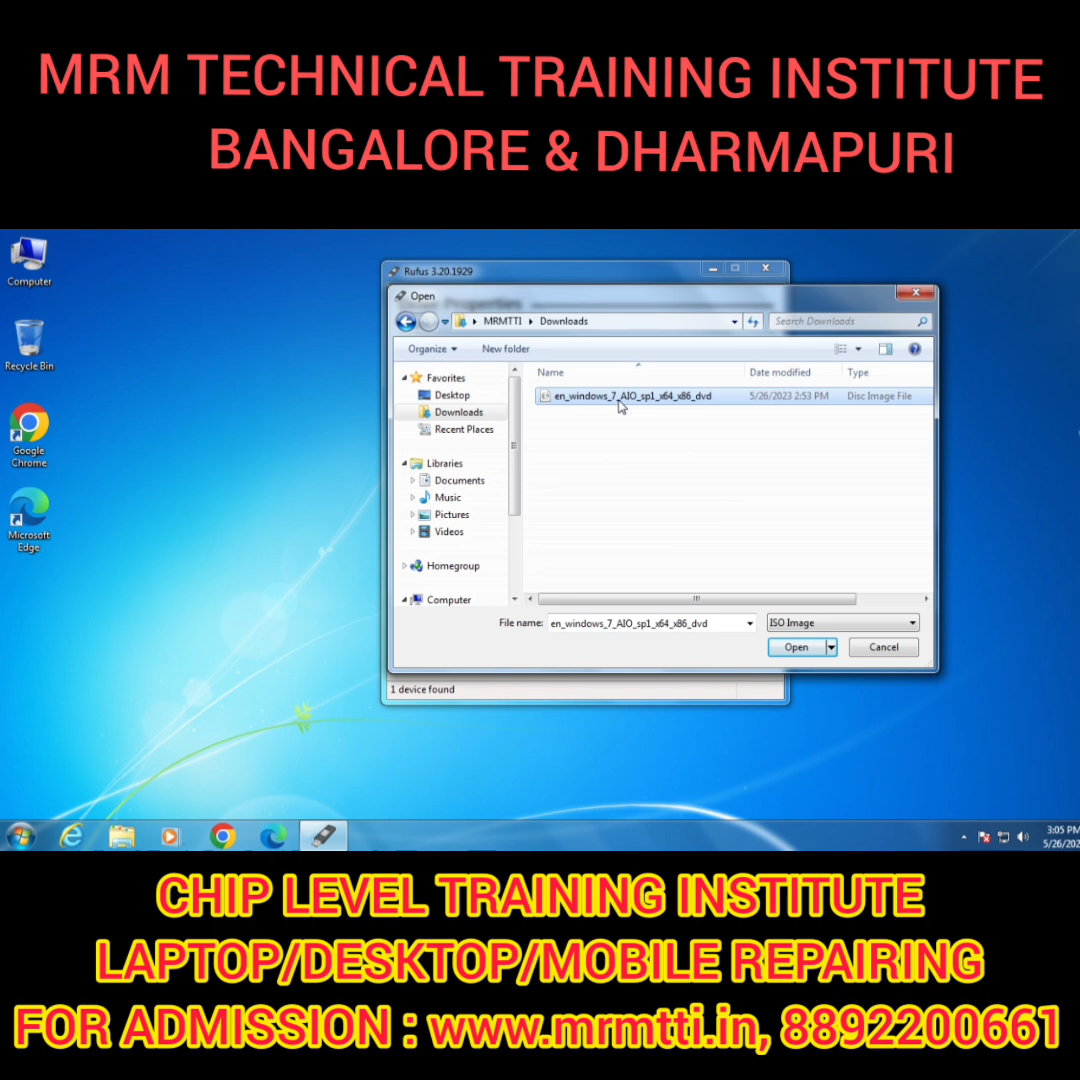 MRM TECHNICAL TRAINING INSTITUTE
BANGALORE & DHARMAPURI
Computer
Recycle Bin
Google
Chrome
Microsoft
Edge
Rufus 3.20.1929
Open
MRMTTI Downloads
Search Downloads
Organize New folder
Favorites
Desktop
Downloads
Recent Places
Libraries
Documents
Music
Pictures
Videos
Homegroup
Computer
Name Date modified Type
en_windows_7_AIO_sp1_x64_x86_dvd 5/26/2023 2:53 PM Disc Image File
File name: en_windows_7_AIO_sp1_x64_x86_dvd ISO Image
Open Cancel
1 device found
3:05 PM
5/26/202
CHIP LEVEL TRAINING INSTITUTE
LAPTOP/DESKTOP/MOBILE REPAIRING
FOR ADMISSION : www.mrmtti.in, 8892200661